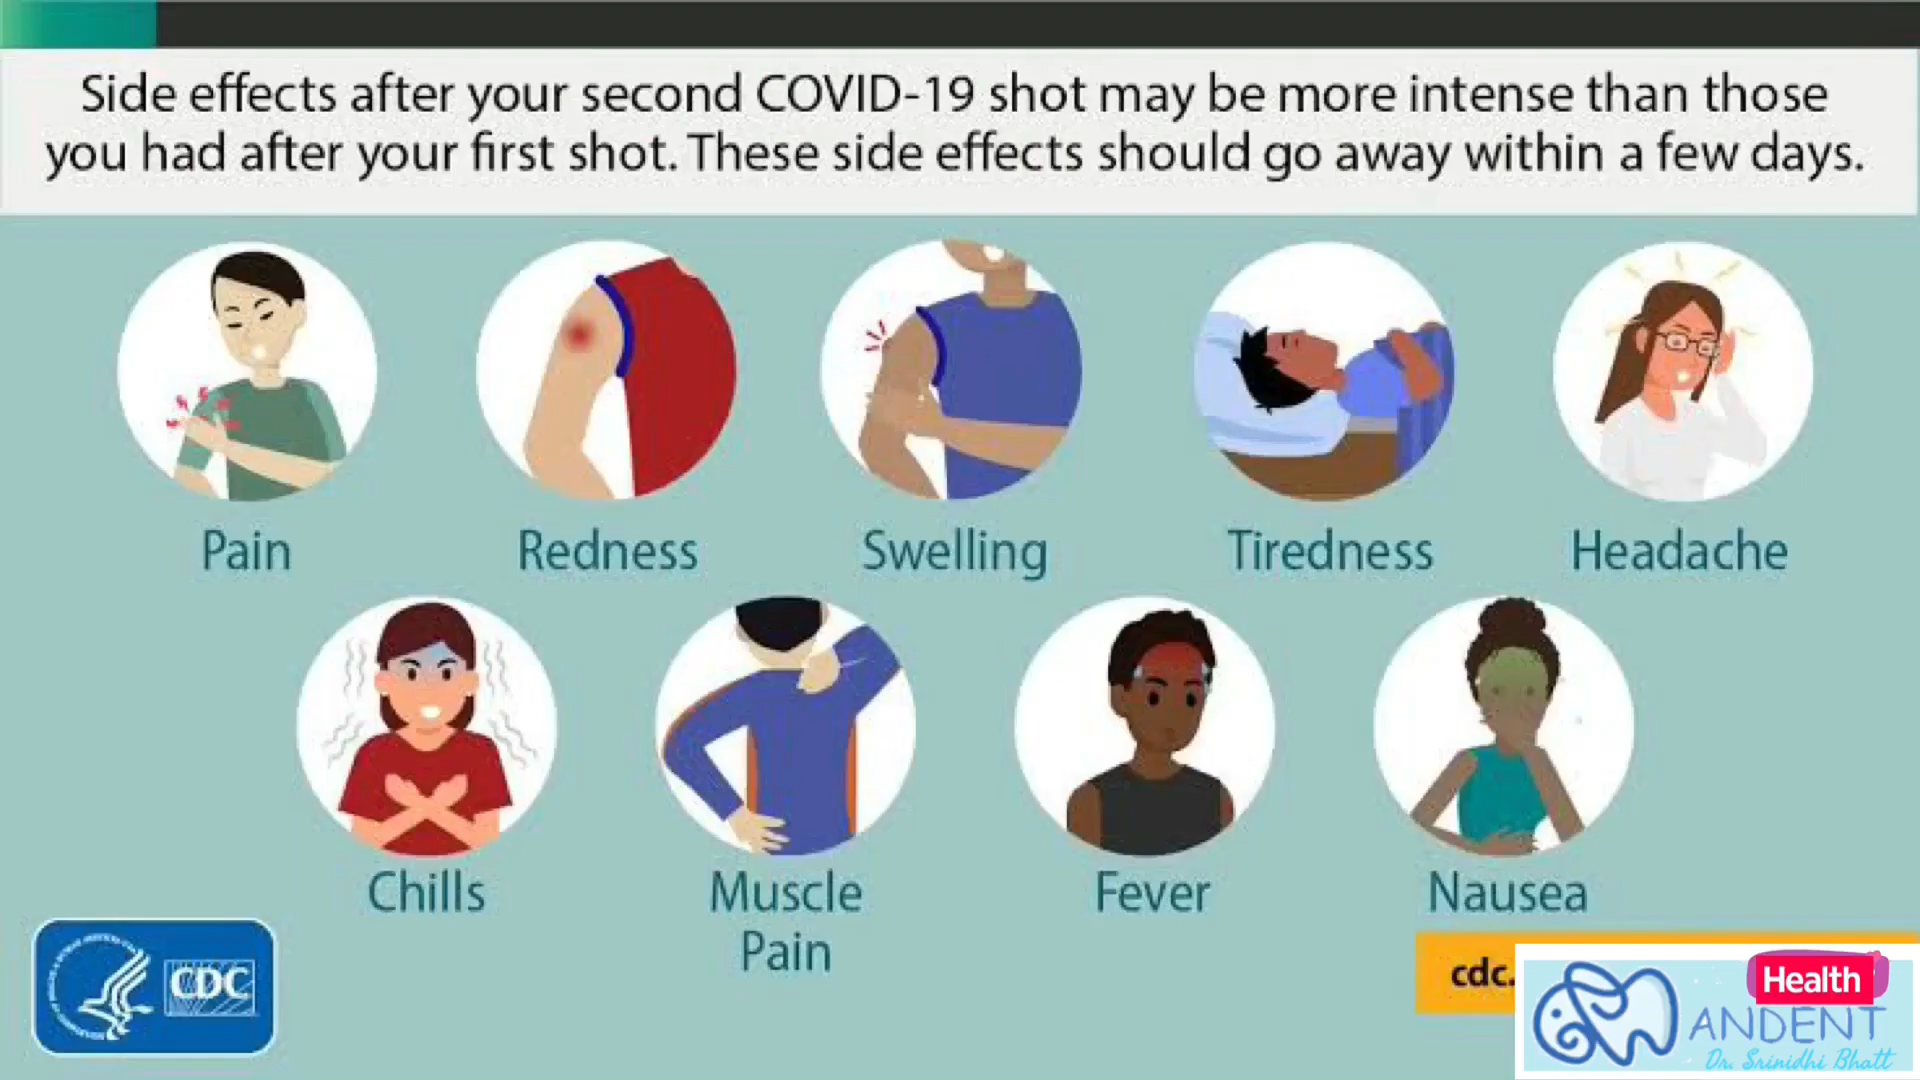 Side effects after your second COVID-19 shot may be more intense than those
you had after your first shot. These side effects should go away within a few days.
Pain
Redness
Swelling
Tiredness
Headache
Chills
Muscle
Pain
Fever
Nausea
CDC
cdc.
Health
ANDENT
Dr. Srinidhi Bhatt